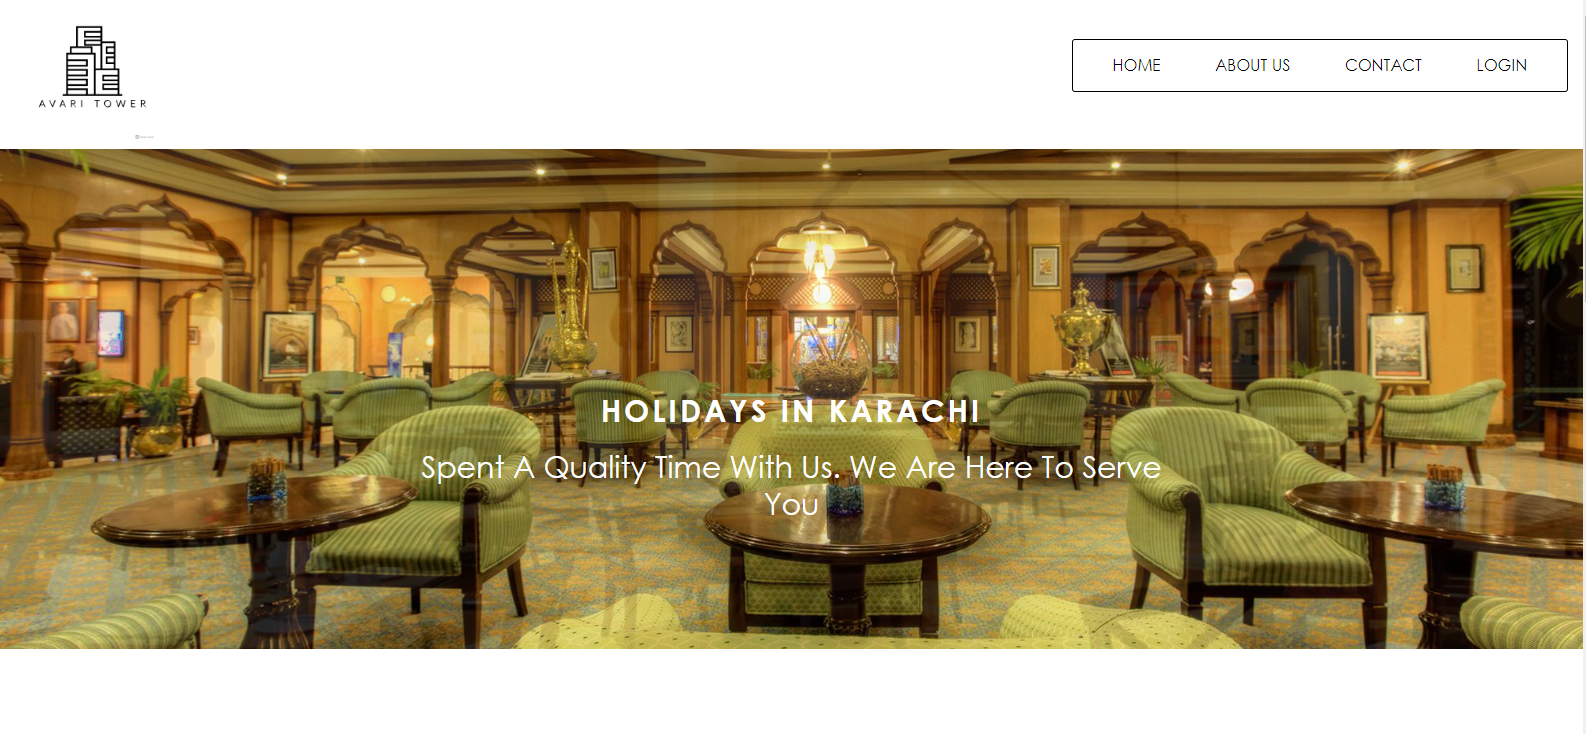 AVARI TOWER
HOME ABOUT US CONTACT LOGIN
HOLIDAYS IN KARACHI
Spent A Quality Time With Us. We Are Here To Serve
You